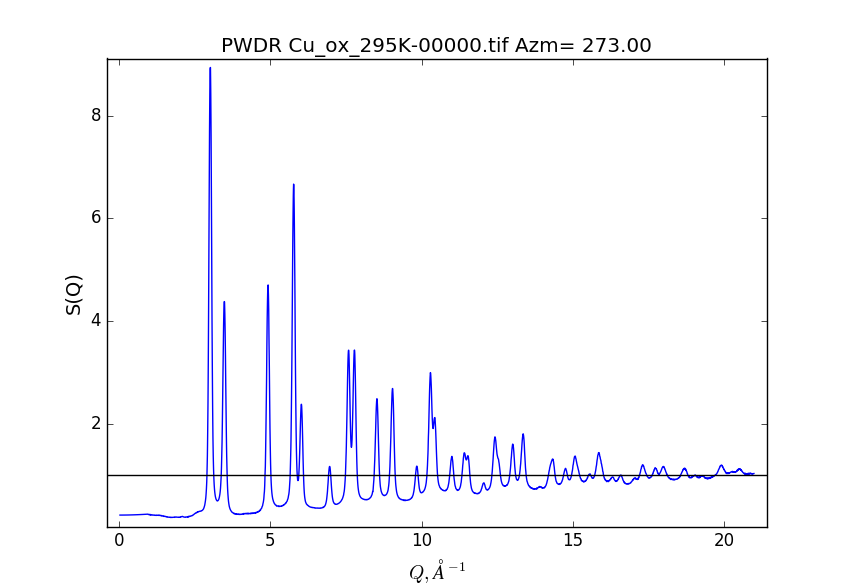 PWDR Cu_ox_295K-00000.tif Azm= 273.00
8
6
4
2
S(Q)
0 5 10 15 20
Q, Å⁻¹